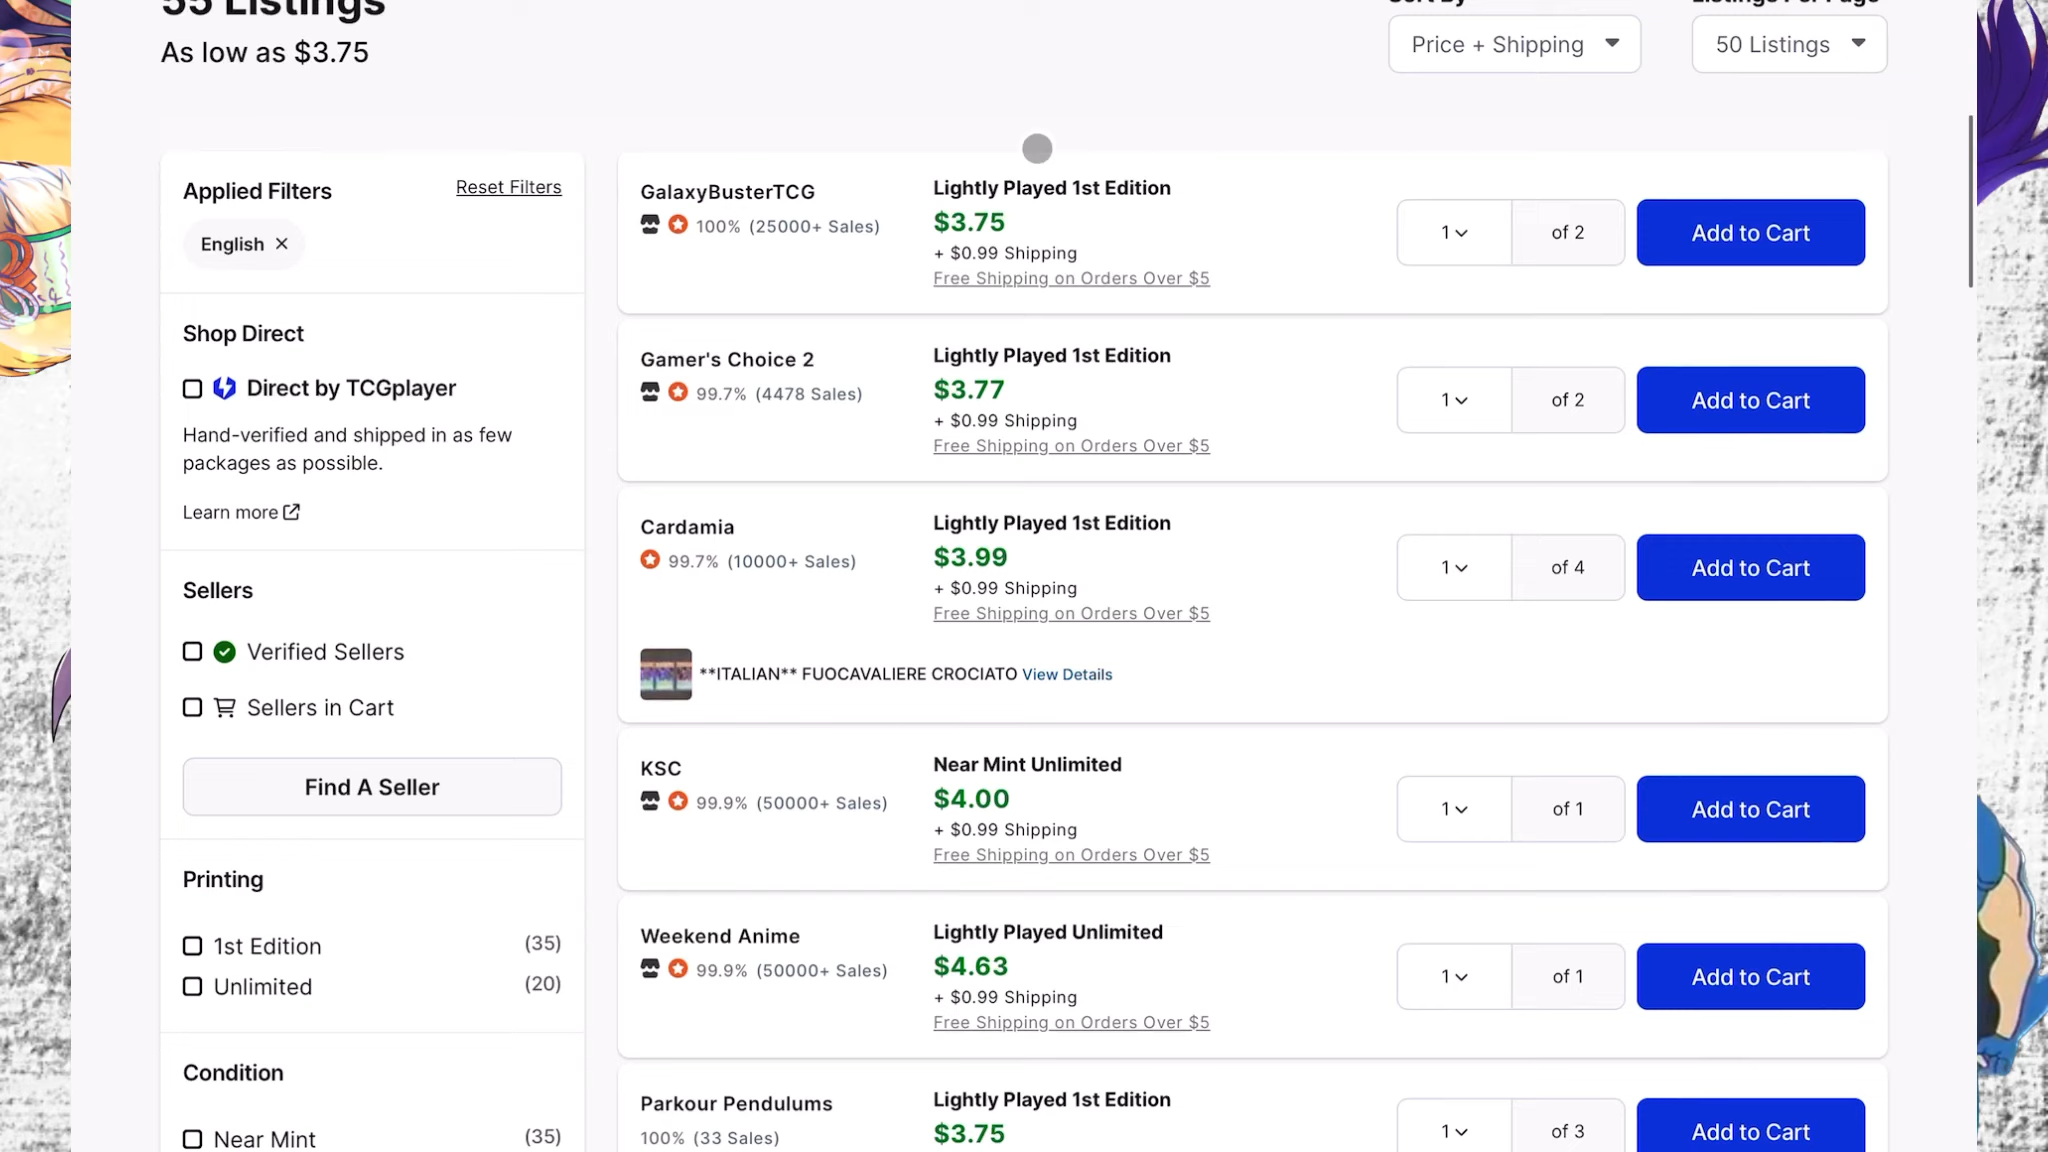 55 Listings
As low as $3.75
Sort By
Price + Shipping
Listings Per Page
50 Listings
Applied Filters
Reset Filters
English
Shop Direct
Direct by TCGplayer
Hand-verified and shipped in as few
packages as possible.
Learn more
Sellers
Verified Sellers
Sellers in Cart
Find A Seller
Printing
1st Edition (35)
Unlimited (20)
Condition
Near Mint (35)
GalaxyBusterTCG
100% (25000+ Sales)
Lightly Played 1st Edition
$3.75
+ $0.99 Shipping
Free Shipping on Orders Over $5
1 of 2
Add to Cart
Gamer's Choice 2
99.7% (4478 Sales)
Lightly Played 1st Edition
$3.77
+ $0.99 Shipping
Free Shipping on Orders Over $5
1 of 2
Add to Cart
Cardamia
99.7% (10000+ Sales)
Lightly Played 1st Edition
$3.99
+ $0.99 Shipping
Free Shipping on Orders Over $5
1 of 4
Add to Cart
**ITALIAN** FUOCAVALIERE CROCIATO View Details
KSC
99.9% (50000+ Sales)
Near Mint Unlimited
$4.00
+ $0.99 Shipping
Free Shipping on Orders Over $5
1 of 1
Add to Cart
Weekend Anime
99.9% (50000+ Sales)
Lightly Played Unlimited
$4.63
+ $0.99 Shipping
Free Shipping on Orders Over $5
1 of 1
Add to Cart
Parkour Pendulums
100% (33 Sales)
Lightly Played 1st Edition
$3.75
1 of 3
Add to Cart